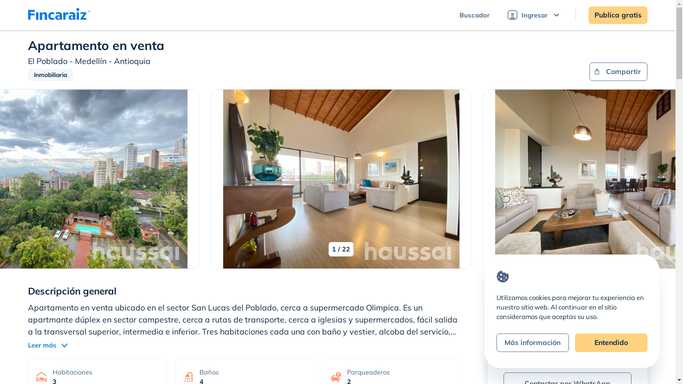 Fincaraiz
Buscador
Ingresar
Publica gratis
Apartamento en venta
El Poblado - Medellín - Antioquia
Inmobiliaria
Compartir
haussai
1 / 22
haussai
hau
Descripción general
Apartamento en venta ubicado en el sector San Lucas del Poblado, cerca a supermercado Olimpica. Es un
apartmante dúplex en sector campestre, cerca a rutas de transporte, cerca a iglesias y supermercados, fácil salida
a la transversal superior, intermedia e inferior. Tres habitaciones cada una con baño y vestier, alcoba del servicio,...
Leer más
Habitaciones
3
Baños
4
Parqueaderos
2
Utilizamos cookies para mejorar tu experiencia en
nuestro sitio web. Al continuar en el sitio
consideramos que aceptas su uso.
Más información
Entendido
Contactar por WhatsApp